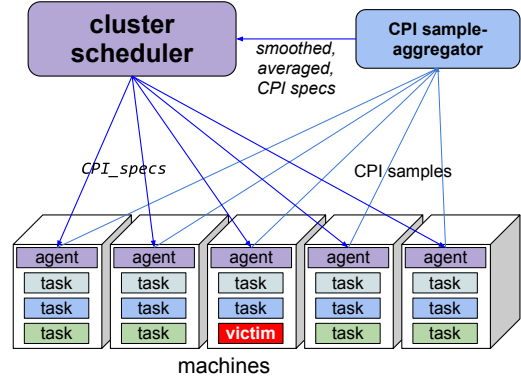 cluster
scheduler
CPI sample-
aggregator
smoothed,
averaged,
CPI specs
CPI_specs
CPI samples
agent agent agent agent agent
task task task task task
task task task task task
task task victim task task
machines